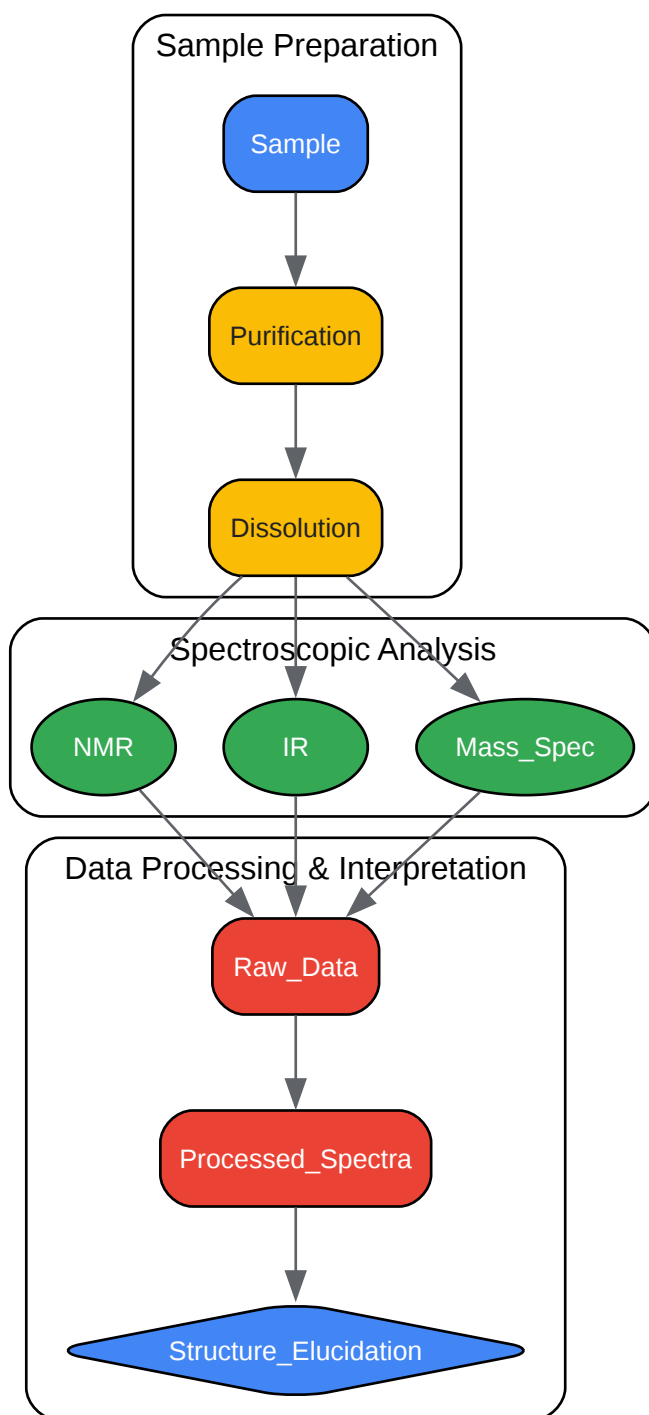 Sample Preparation
Sample
Purification
Dissolution
Spectroscopic Analysis
NMR
IR
Mass_Spec
Data Processing & Interpretation
Raw_Data
Processed_Spectra
Structure_Elucidation